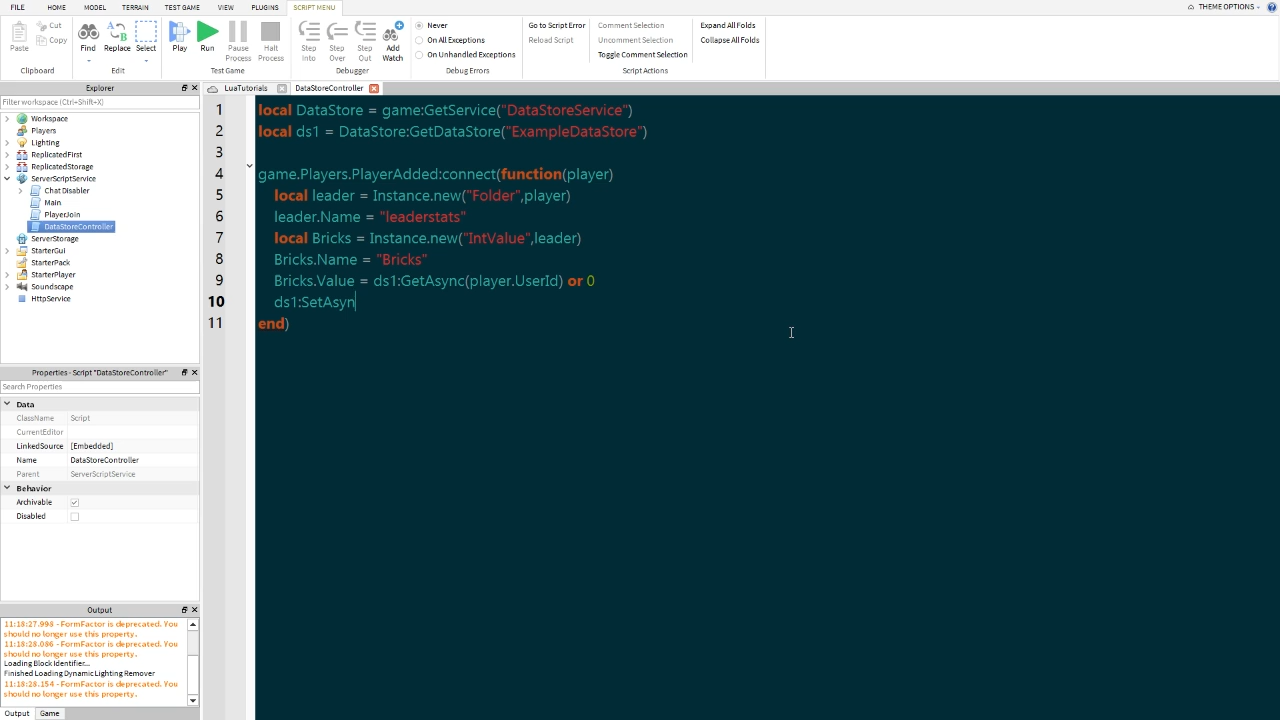 FILE HOME MODEL TERRAIN TEST GAME VIEW PLUGINS SCRIPT MENU THEME OPTIONS
Paste Cut Copy Find Replace Select Play Run Pause Process Halt Process Step Into Step Over Step Out Add Watch
Never
On All Exceptions
On Unhandled Exceptions
Go to Script Error
Reload Script
Comment Selection
Uncomment Selection
Toggle Comment Selection
Expand All Folds
Collapse All Folds
Clipboard Edit Test Game Debugger Debug Errors Script Actions
Explorer
LuaTutorials DataStoreController
Filter workspace (Ctrl+Shift+X)
Workspace
Players
Lighting
ReplicatedFirst
ReplicatedStorage
ServerScriptService
Chat Disabler
Main
PlayerJoin
DataStoreController
ServerStorage
StarterGui
StarterPack
StarterPlayer
Soundscape
HttpService
Properties - Script "DataStoreController"
Search Properties
Data
ClassName Script
CurrentEditor
LinkedSource [Embedded]
Name DataStoreController
Parent ServerScriptService
Behavior
Archivable
Disabled
Output
11:18:27.998 - FormFactor is deprecated. You
should no longer use this property.
11:18:28.086 - FormFactor is deprecated. You
should no longer use this property.
Loading Block Identifier...
Finished Loading Dynamic Lighting Remover
11:18:28.154 - FormFactor is deprecated. You
should no longer use this property.
Output Game
1 local DataStore = game:GetService("DataStoreService")
2 local ds1 = DataStore:GetDataStore("ExampleDataStore")
3
4 game.Players.PlayerAdded:connect(function(player)
5 local leader = Instance.new("Folder",player)
6 leader.Name = "leaderstats"
7 local Bricks = Instance.new("IntValue",leader)
8 Bricks.Name = "Bricks"
9 Bricks.Value = ds1:GetAsync(player.UserId) or 0
10 ds1:SetAsyn
11 end)